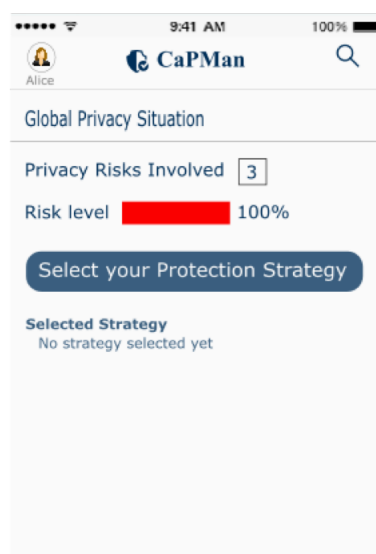 9:41 AM 100%
Alice
CaPMan
Global Privacy Situation
Privacy Risks Involved 3
Risk level 100%
Select your Protection Strategy
Selected Strategy
No strategy selected yet